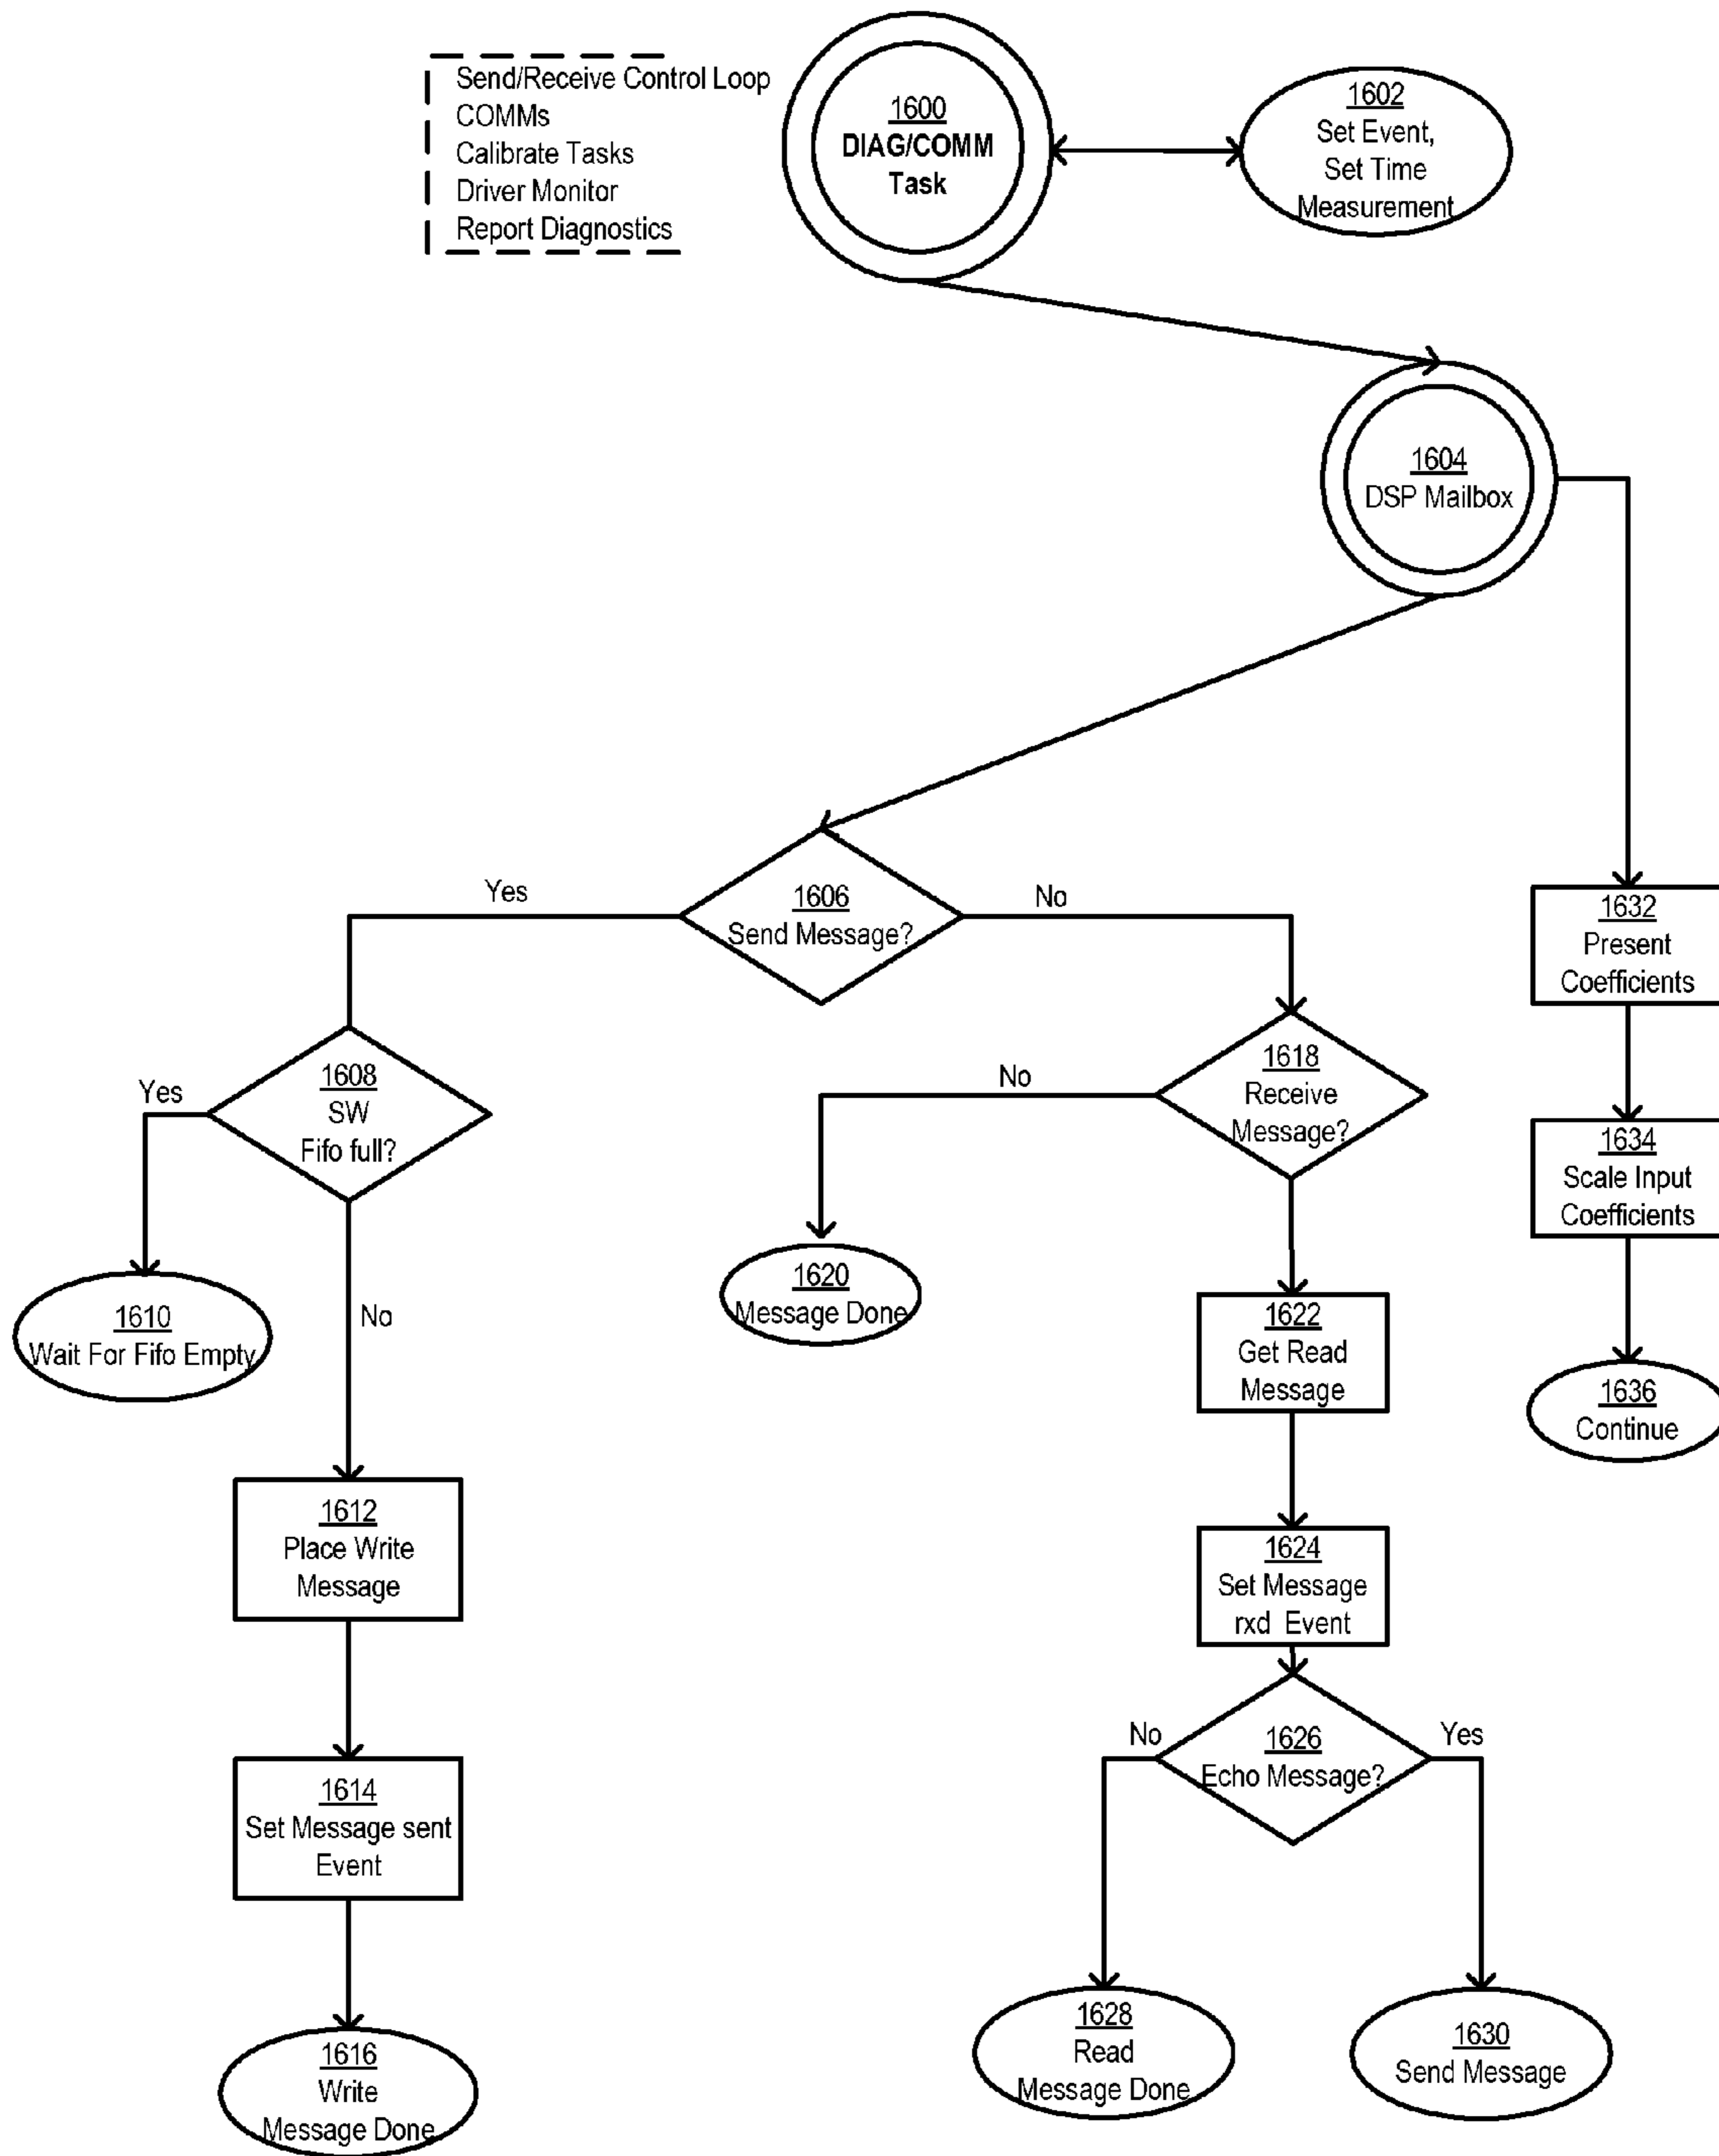 Send/Receive Control Loop
COMMs
Calibrate Tasks
Driver Monitor
Report Diagnostics
1600
DIAG/COMM
Task
1602
Set Event,
Set Time
Measurement
1604
DSP Mailbox
Yes
1606
Send Message?
No
1632
Present
Coefficients
Yes
1608
SW
Fifo full?
No
1618
Receive
Message?
1634
Scale Input
Coefficients
1610
Wait For Fifo Empty
No
1620
Message Done
1622
Get Read
Message
1636
Continue
1612
Place Write
Message
1624
Set Message
rxd Event
No
1626
Echo Message?
Yes
1614
Set Message sent
Event
1616
Write
Message Done
1628
Read
Message Done
1630
Send Message